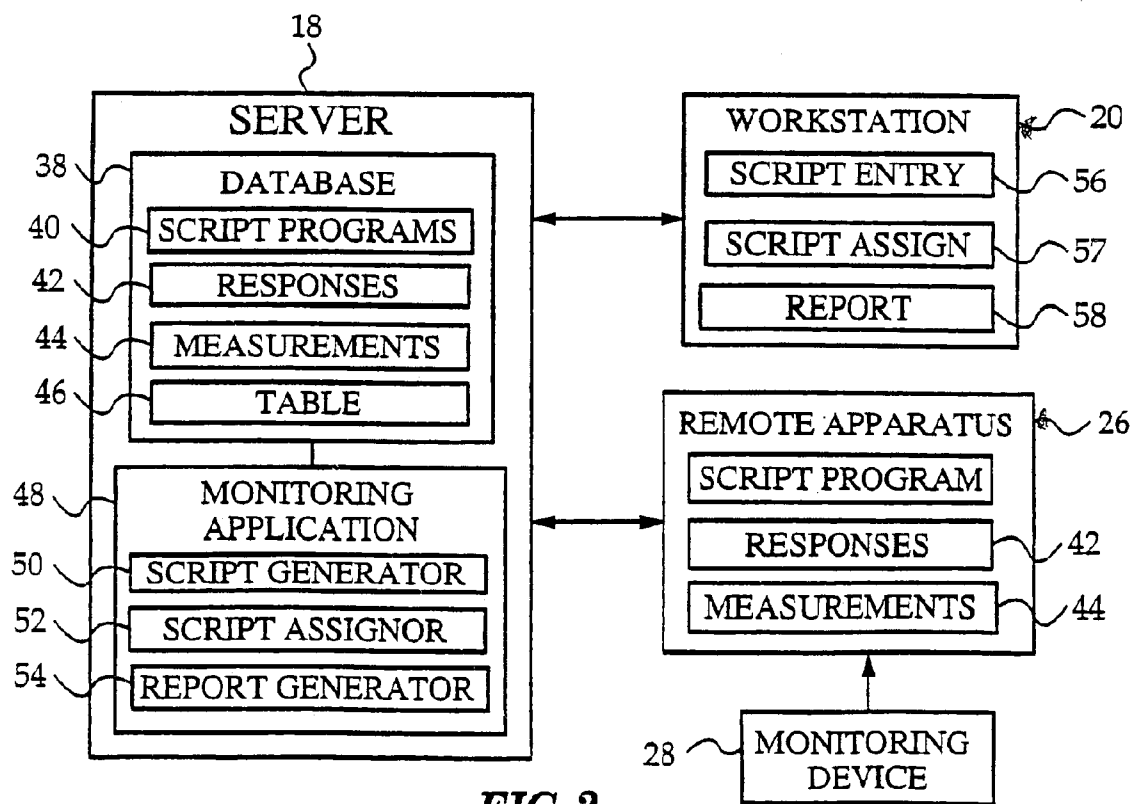 18
SERVER
38
DATABASE
40
SCRIPT PROGRAMS
42
RESPONSES
44
MEASUREMENTS
46
TABLE
48
MONITORING
APPLICATION
50
SCRIPT GENERATOR
52
SCRIPT ASSIGNOR
54
REPORT GENERATOR
WORKSTATION
20
SCRIPT ENTRY
56
SCRIPT ASSIGN
57
REPORT
58
REMOTE APPARATUS
26
SCRIPT PROGRAM
RESPONSES
42
MEASUREMENTS
44
28
MONITORING
DEVICE